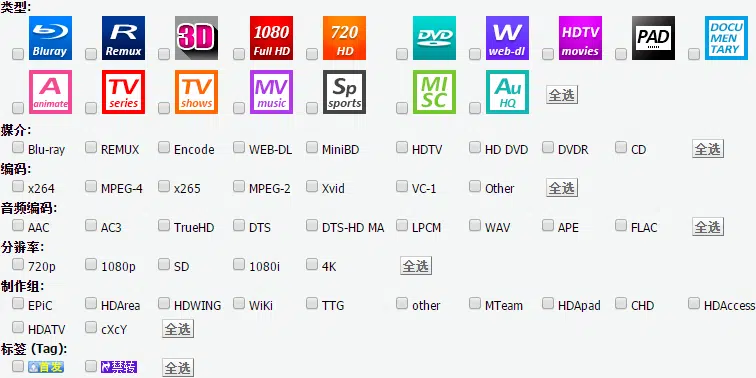 类型:
Bluray R Remux 3D 1080 Full HD 720 HD DVD W web-dl HDTV movies PAD DOCU MEN TARY
A animate TV series TV shows MV music Sp sports MI SC Au HQ 全选
媒介:
Blu-ray REMUX Encode WEB-DL MiniBD HDTV HD DVD DVDR CD 全选
编码:
x264 MPEG-4 x265 MPEG-2 Xvid VC-1 Other 全选
音频编码:
AAC AC3 TrueHD DTS DTS-HD MA LPCM WAV APE FLAC 全选
分辨率:
720p 1080p SD 1080i 4K 全选
制作组:
EPiC HDArea HDWING WiKi TTG other MTeam HDApad CHD HDAccess
HDATV cXcY 全选
标签 (Tag):
首发 禁转 全选